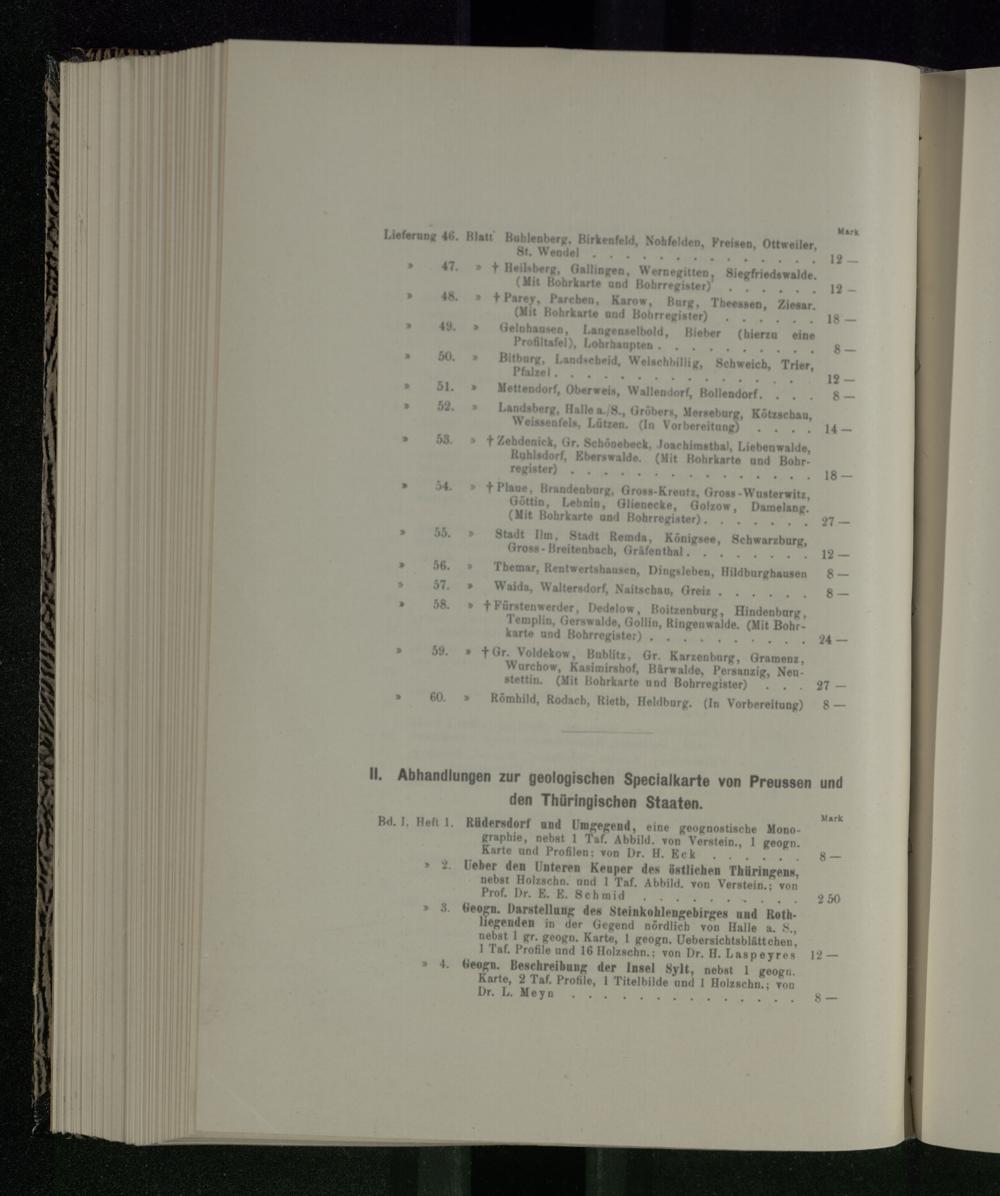 Mark
Lieferung 46. Blatt Buhlenberg, Birkenfeld, Nohfelden, Freisen, Ottweiler,
St. Wendel . . . . . . . . . . . . . . 12 —
» 47. » † Heilsberg, Gallingen, Wernegitten, Siegfriedswalde.
(Mit Bohrkarte und Bohrregister) . . . . . . 12 —
» 48. » † Parey, Parchen, Karow, Burg, Theessen, Ziesar.
(Mit Bohrkarte und Bohrregister) . . . . . . 18 —
» 49. » Gelnhausen, Langenselbold, Bieber (hierzu eine
Profiltafel), Lohrhaupten . . . . . . . . . . 8 —
» 50. » Bitburg, Landscheid, Welschbillig, Schweich, Trier,
Pfalzel . . . . . . . . . . . . . . . 12 —
» 51. » Mettendorf, Oberweis, Wallendorf, Bollendorf. . . . 8 —
» 52. » Landsberg, Halle a./S., Gröbers, Merseburg, Kötzschau,
Weissenfels, Lützen. (In Vorbereitung) . . . . 14 —
» 53. » † Zehdenick, Gr. Schönebeck, Joachimsthal, Liebenwalde,
Ruhlsdorf, Eberswalde. (Mit Bohrkarte und Bohr-
register) . . . . . . . . . . . . . . 18 —
» 54. » † Plaue, Brandenburg, Gross-Kreutz, Gross-Wusterwitz,
Göttin, Lehnin, Glienecke, Golzow, Damelang.
(Mit Bohrkarte und Bohrregister) . . . . . . . . 27 —
» 55. » Stadt Ilm, Stadt Remda, Königsee, Schwarzburg,
Gross-Breitenbach, Gräfenthal . . . . . . . . 12 —
» 56. » Themar, Rentwertshausen, Dingsleben, Hildburghausen 8 —
» 57. » Waida, Waltersdorf, Naitschau, Greiz . . . . . . 8 —
» 58. » † Fürstenwerder, Dedelow, Boitzenburg, Hindenburg,
Templin, Gerswalde, Gollin, Ringenwalde. (Mit Bohr-
karte und Bohrregister) . . . . . . . . . . 24 —
» 59. » † Gr. Voldekow, Bublitz, Gr. Karzenburg, Gramenz,
Wurchow, Kasimirshof, Bärwalde, Persanzig, Neu-
stettin. (Mit Bohrkarte und Bohrregister) . . . 27 —
» 60. » Römhild, Rodach, Rieth, Heldburg. (In Vorbereitung) 8 —
II. Abhandlungen zur geologischen Specialkarte von Preussen und
den Thüringischen Staaten.
Mark
Bd. I, Heft 1. Rüdersdorf und Umgegend, eine geognostische Mono-
graphie, nebst 1 Taf. Abbild. von Verstein., 1 geogn.
Karte und Profilen; von Dr. H. Eck . . . . . . 8 —
» 2. Ueber den Unteren Keuper des östlichen Thüringens,
nebst Holzschn. und 1 Taf. Abbild. von Verstein.; von
Prof. Dr. E. E. Schmid . . . . . . . . . . 2 50
» 3. Geogn. Darstellung des Steinkohlengebirges und Roth-
liegenden in der Gegend nördlich von Halle a. S.,
nebst 1 gr. geogn. Karte, 1 geogn. Uebersichtsblättchen,
1 Taf. Profile und 16 Holzschn.; von Dr. H. Laspeyres 12 —
» 4. Geogn. Beschreibung der Insel Sylt, nebst 1 geogn.
Karte, 2 Taf. Profile, 1 Titelbilde und 1 Holzschn.; von
Dr. L. Meyn . . . . . . . . . . . . . . 8 —